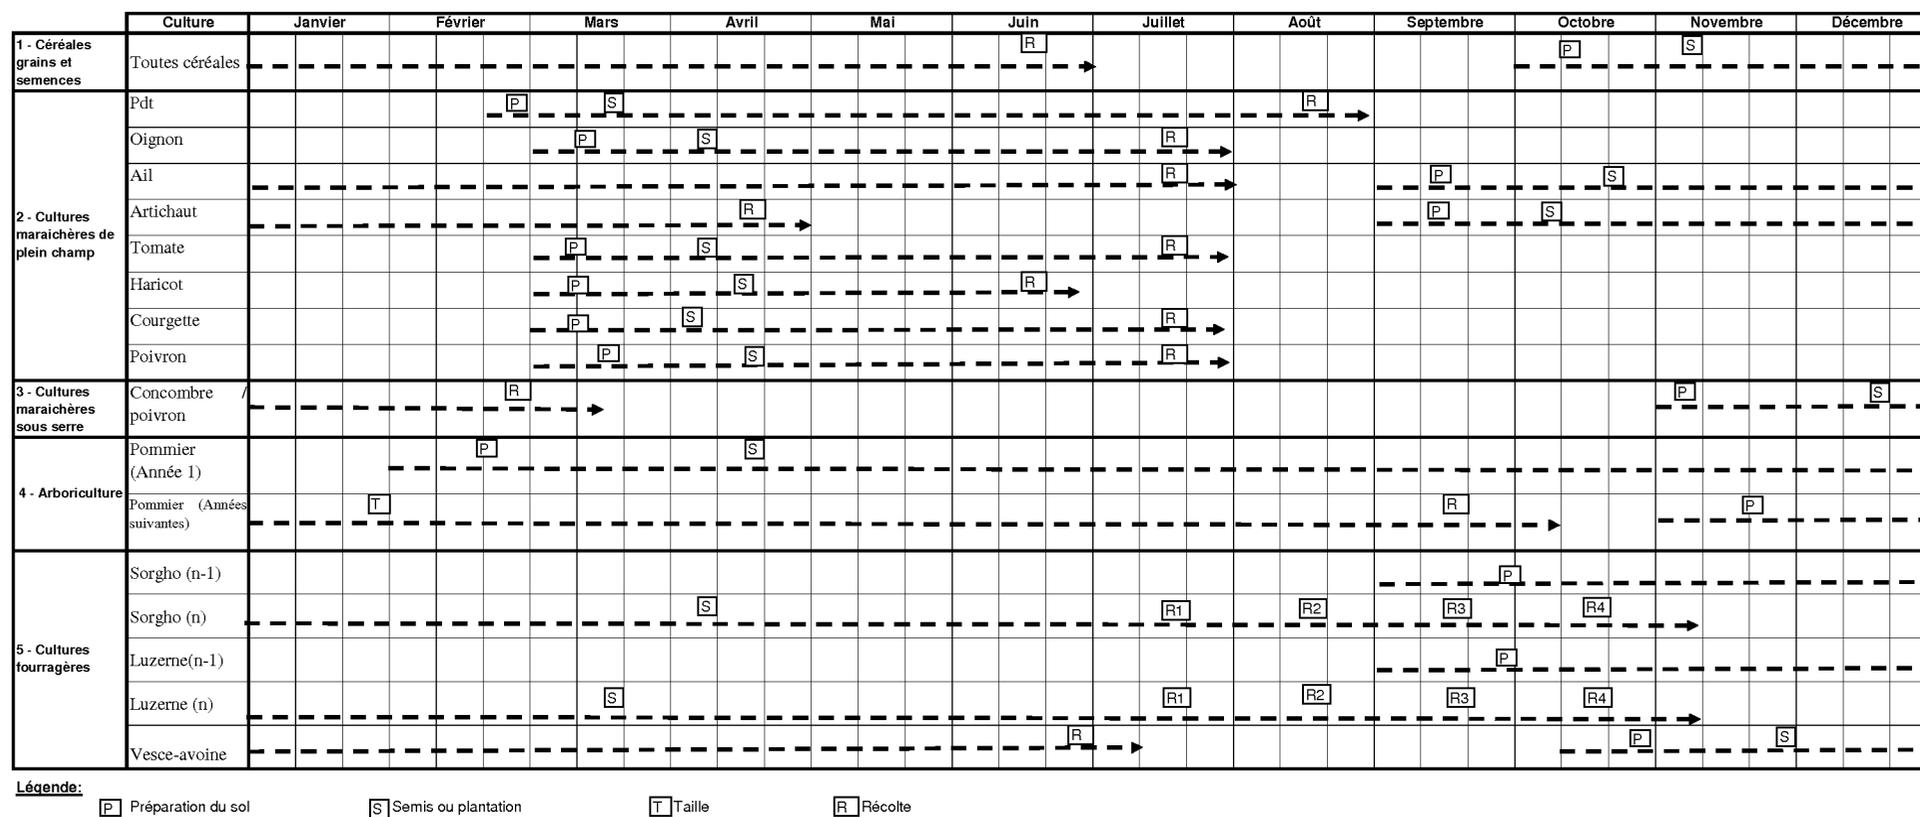 Culture Janvier Février Mars Avril Mai Juin Juillet Août Septembre Octobre Novembre Décembre
1 - Céréales
grains et
semences
Toutes céréales R P S
2 - Cultures
maraichères de
plein champ
Pdt P S R
Oignon P S R
Ail R P S
Artichaut R P S
Tomate P S R
Haricot P S R
Courgette P S R
Poivron P S R
3 - Cultures
maraichères
sous serre
Concombre /
poivron
R P S
4 - Arboriculture
Pommier
(Année 1)
P S
Pommier (Années
suivantes)
T R P
5 - Cultures
fourragères
Sorgho (n-1) P
Sorgho (n) S R1 R2 R3 R4
Luzerne(n-1) P
Luzerne (n) S R1 R2 R3 R4
Vesce-avoine R P S
Légende:
P Préparation du sol S Semis ou plantation T Taille R Récolte